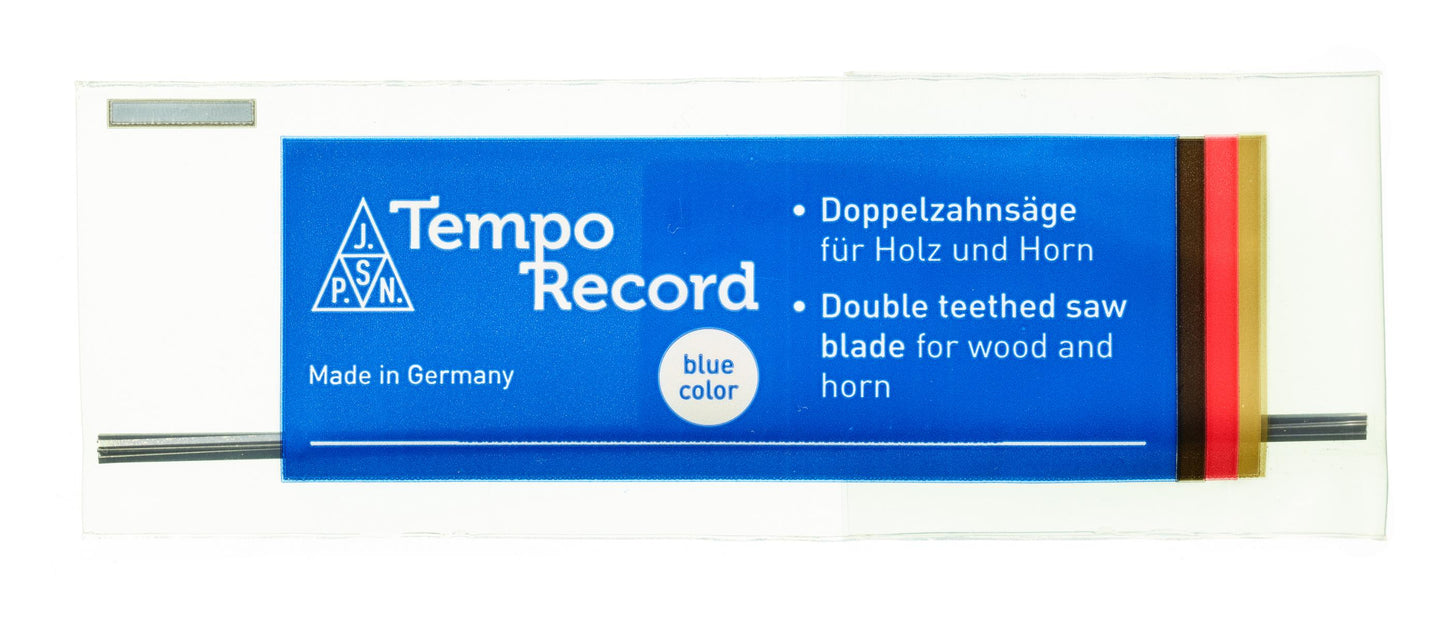 J.
P. S N.
Tempo
Record
Made in Germany
blue
color
• Doppelzahnsäge
für Holz und Horn
• Double teethed saw
blade for wood and
horn